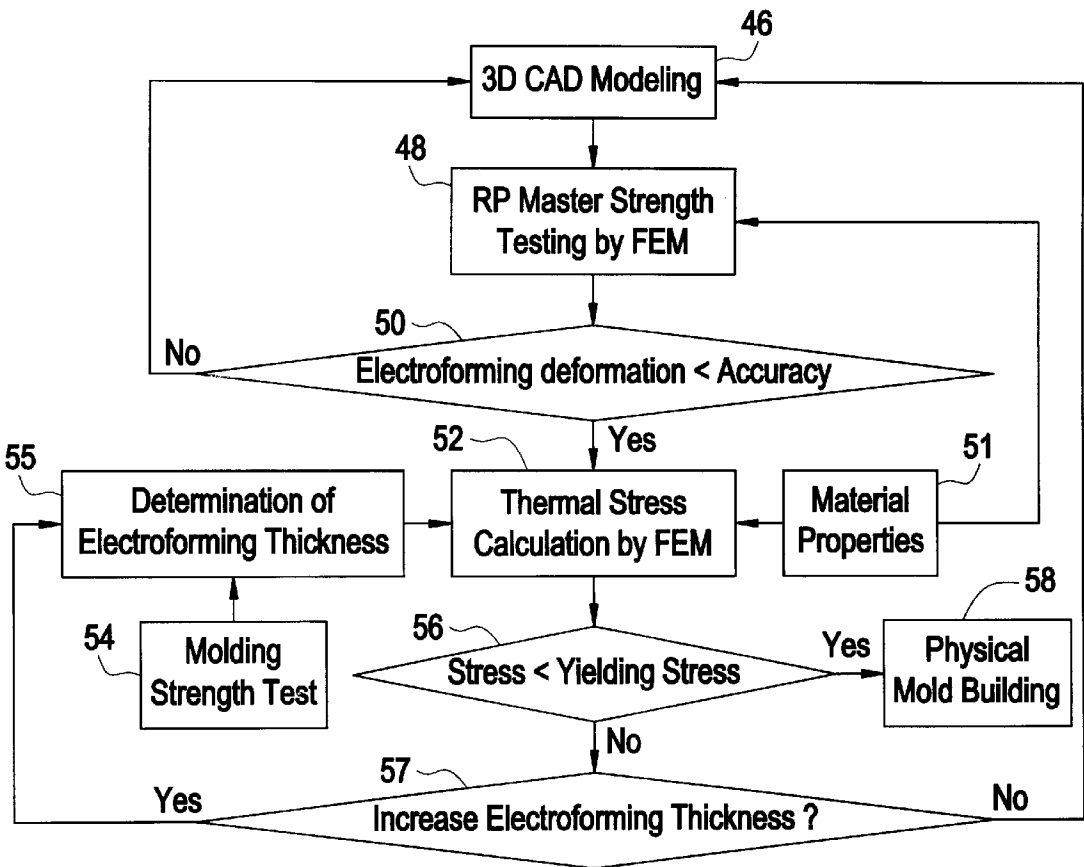 46
3D CAD Modeling
48
RP Master Strength
Testing by FEM
50
No
Electroforming deformation < Accuracy
Yes
55
52
51
Determination of
Electroforming Thickness
Thermal Stress
Calculation by FEM
Material
Properties
54
Molding
Strength Test
56
Stress < Yielding Stress
Yes
58
Physical
Mold Building
No
57
Yes
Increase Electroforming Thickness ?
No